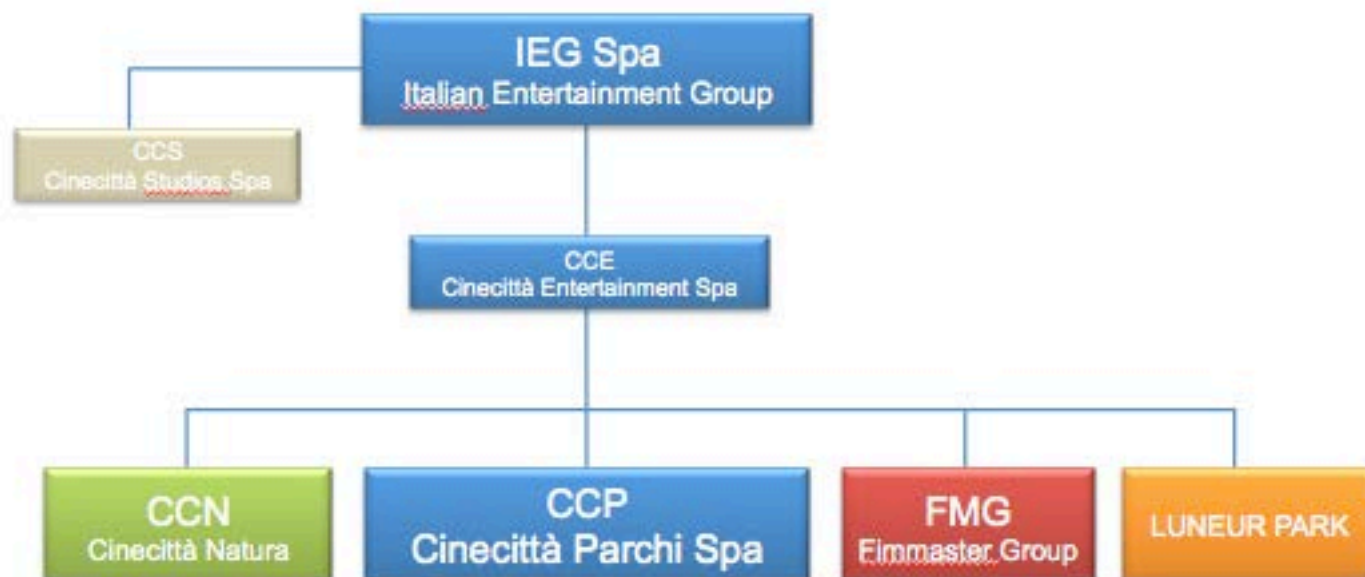 IEG Spa
Italian Entertainment Group
CCS
Cinecittà Studios Spa
CCE
Cinecittà Entertainment Spa
CCN
Cinecittà Natura
CCP
Cinecittà Parchi Spa
FMG
Fimmaster Group
LUNEUR PARK